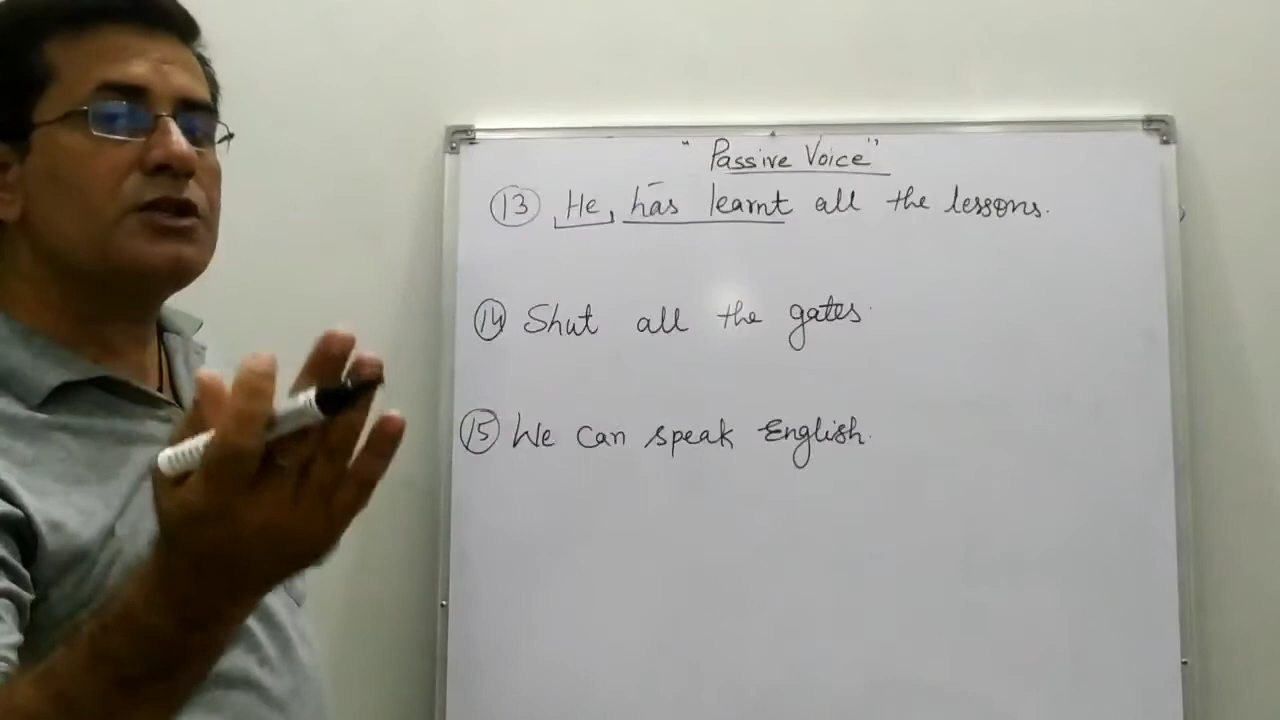 "Passive Voice"
13 He has learnt all the lessons.
14 Shut all the gates.
15 We can speak English.